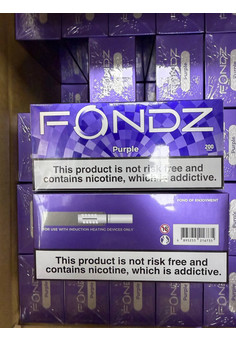 FONDZ
Purple
200
This product is not risk free and
contains nicotine, which is addictive.
FOR USE WITH INDUCTION HEATING DEVICES ONLY
This product is not risk free and
contains nicotine, which is addictive.